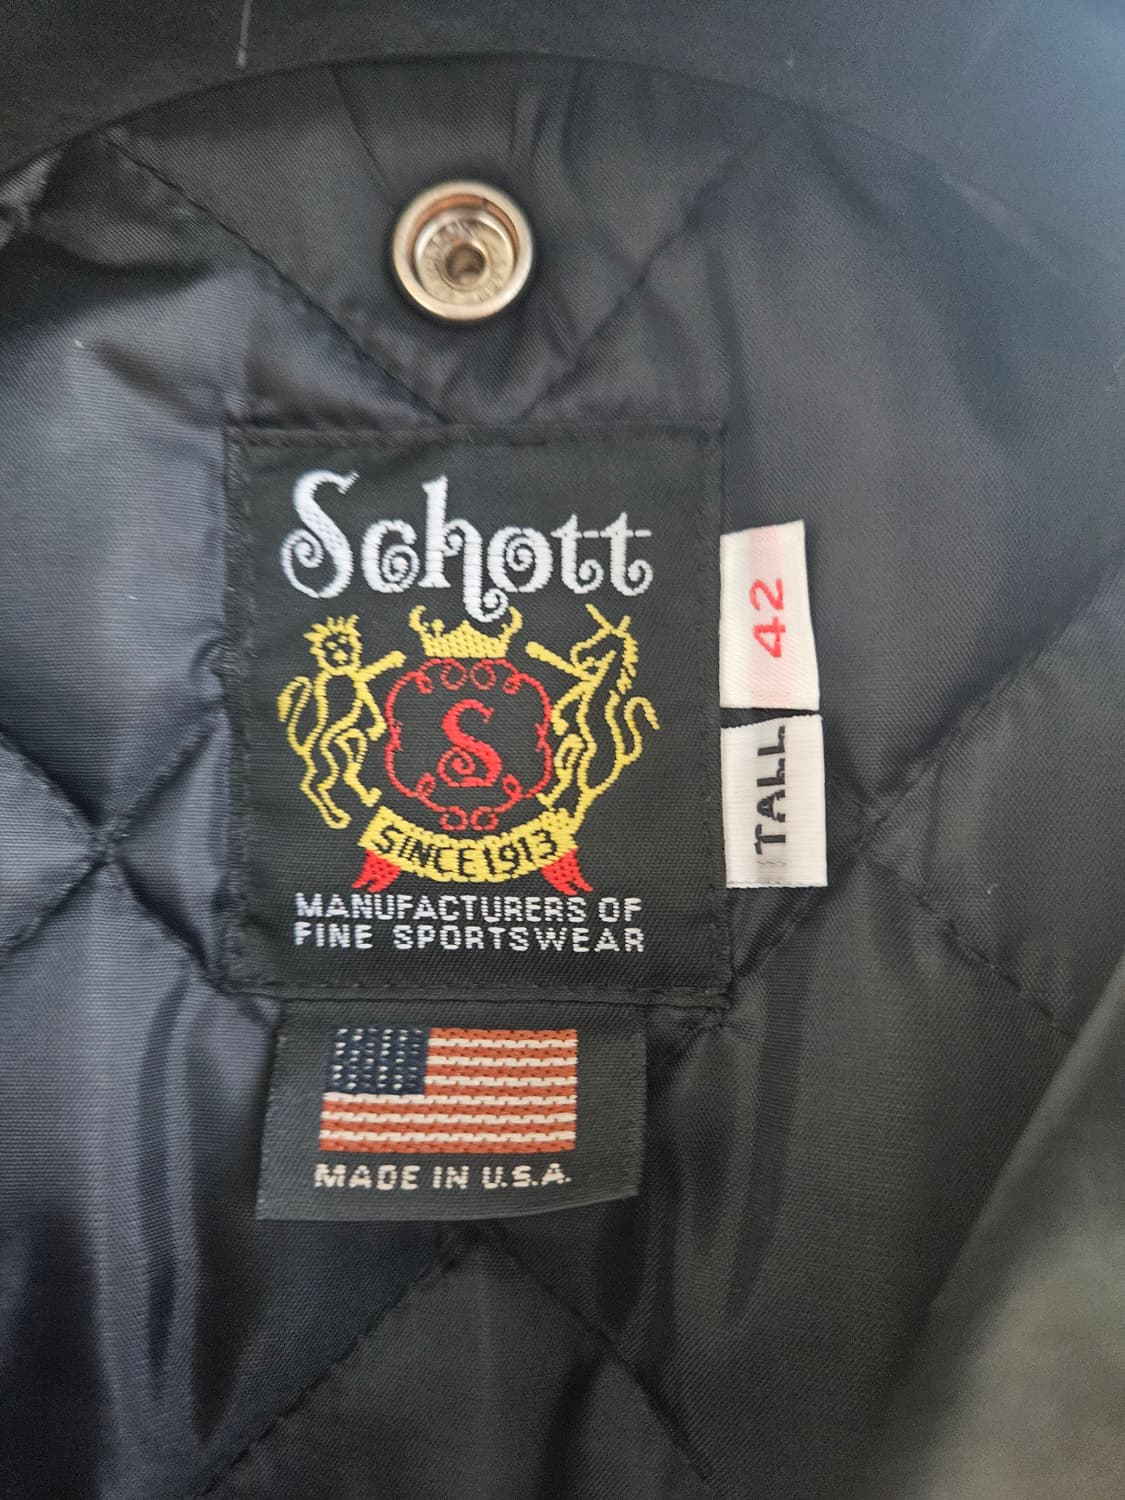 Schott
S
SINCE 1913
MANUFACTURERS OF
FINE SPORTSWEAR
42
TALL
MADE IN U.S.A.